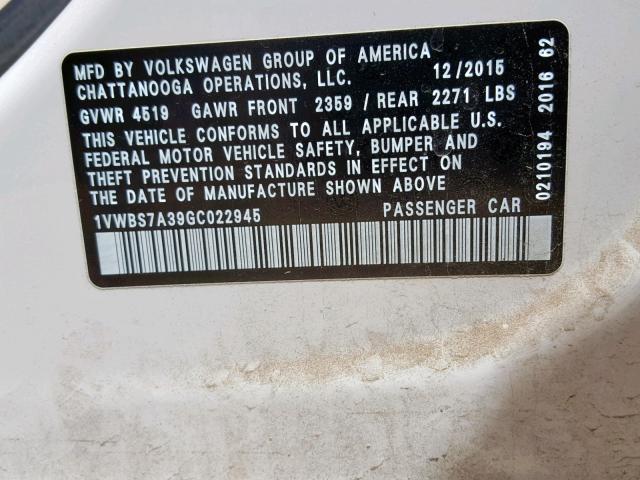 MFD BY VOLKSWAGEN GROUP OF AMERICA
CHATTANOOGA OPERATIONS, LLC. 12/2015
GVWR 4519 GAWR FRONT 2359 / REAR 2271 LBS
THIS VEHICLE CONFORMS TO ALL APPLICABLE U.S.
FEDERAL MOTOR VEHICLE SAFETY, BUMPER AND
THEFT PREVENTION STANDARDS IN EFFECT ON
THE DATE OF MANUFACTURE SHOWN ABOVE
1VWBS7A39GC022945 PASSENGER CAR
0210194 2016 62